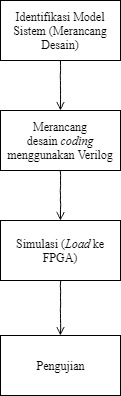 Identifikasi Model
Sistem (Merancang
Desain)
Merancang
desain coding
menggunakan Verilog
Simulasi (Load ke
FPGA)
Pengujian